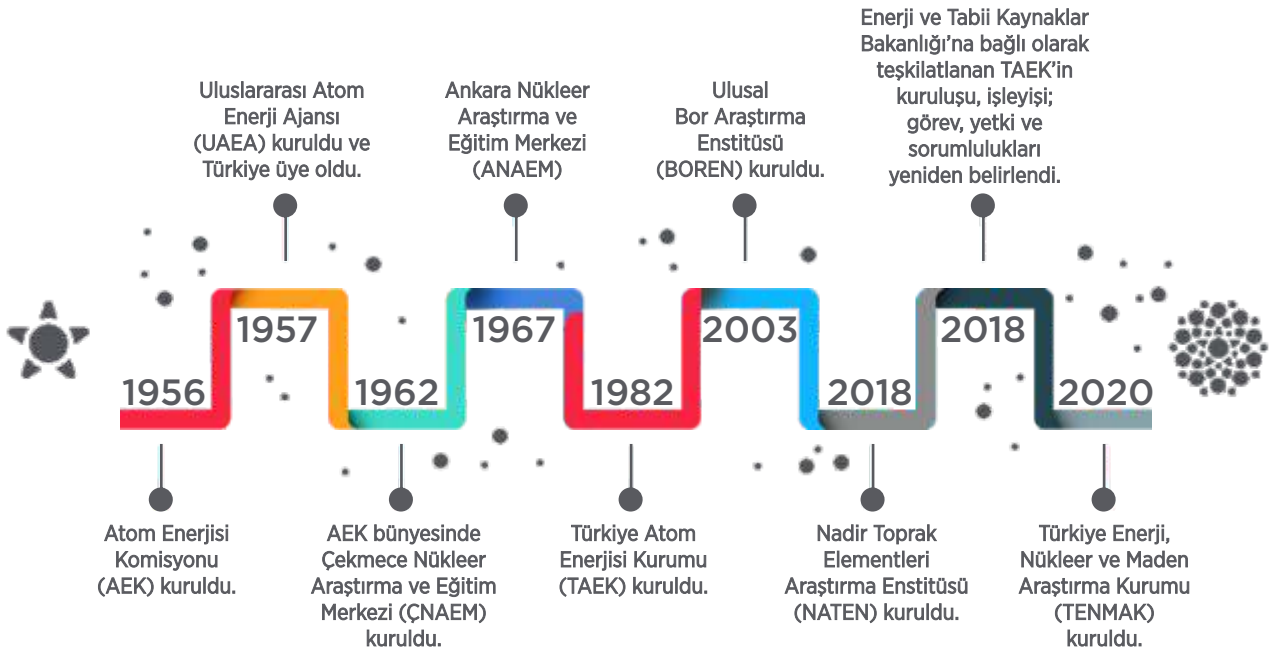 Uluslararası Atom
Enerji Ajansı
(UAEA) kuruldu ve
Türkiye üye oldu.
Ankara Nükleer
Araştırma ve
Eğitim Merkezi
(ANAEM)
Ulusal
Bor Araştırma
Enstitüsü
(BOREN) kuruldu.
Enerji ve Tabii Kaynaklar
Bakanlığı’na bağlı olarak
teşkilatlanan TAEK’in
kuruluşu, işleyişi;
görev, yetki ve
sorumlulukları
yeniden belirlendi.
1957
1967
2003
2018
1956
1962
1982
2018
2020
Atom Enerjisi
Komisyonu
(AEK) kuruldu.
AEK bünyesinde
Çekmece Nükleer
Araştırma ve Eğitim
Merkezi (ÇNAEM)
kuruldu.
Türkiye Atom
Enerjisi Kurumu
(TAEK) kuruldu.
Nadir Toprak
Elementleri
Araştırma Enstitüsü
(NATEN) kuruldu.
Türkiye Enerji,
Nükleer ve Maden
Araştırma Kurumu
(TENMAK)
kuruldu.